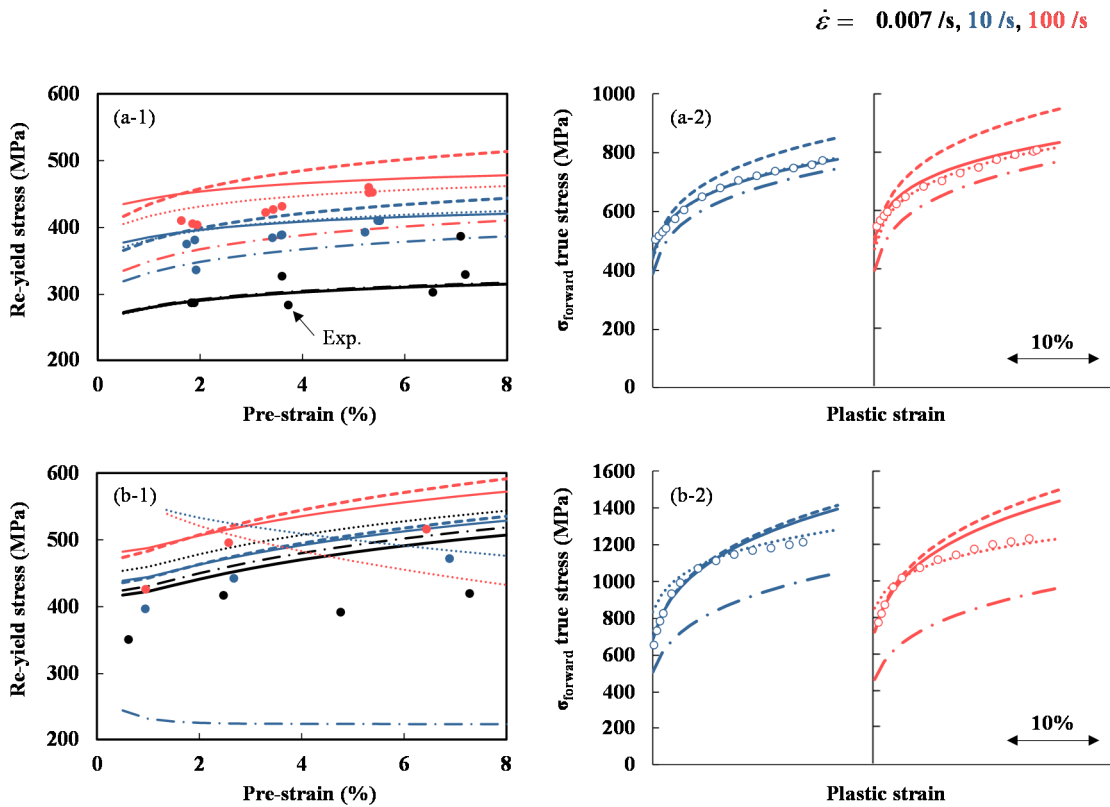 ε̇ = 0.007 /s, 10 /s, 100 /s
(a-1)
Re-yield stress (MPa)
600
500
400
300
200
0 2 4 6 8
Exp.
Pre-strain (%)
(a-2)
σforward true stress (MPa)
1000
800
600
400
200
0
10%
Plastic strain
(b-1)
Re-yield stress (MPa)
600
500
400
300
200
0 2 4 6 8
Pre-strain (%)
(b-2)
σforward true stress (MPa)
1600
1400
1200
1000
800
600
400
200
0
10%
Plastic strain